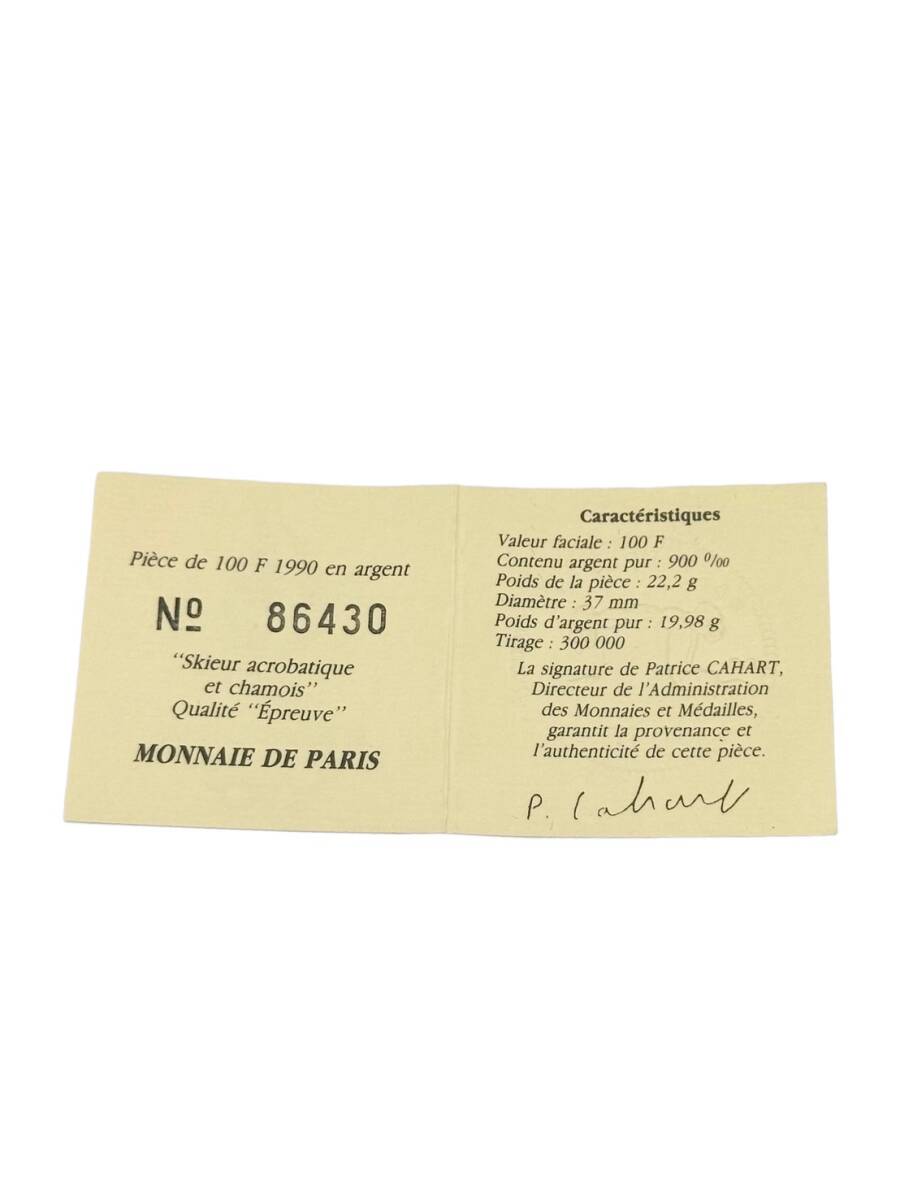 Pièce de 100 F 1990 en argent
Nº 86430
"Skieur acrobatique
et chamois"
Qualité "Épreuve"
MONNAIE DE PARIS
Caractéristiques
Valeur faciale : 100 F
Contenu argent pur : 900 ⁰/₀₀
Poids de la pièce : 22,2 g
Diamètre : 37 mm
Poids d'argent pur : 19,98 g
Tirage : 300 000
La signature de Patrice CAHART,
Directeur de l'Administration
des Monnaies et Médailles,
garantit la provenance et
l'authenticité de cette pièce.
P. Cahart